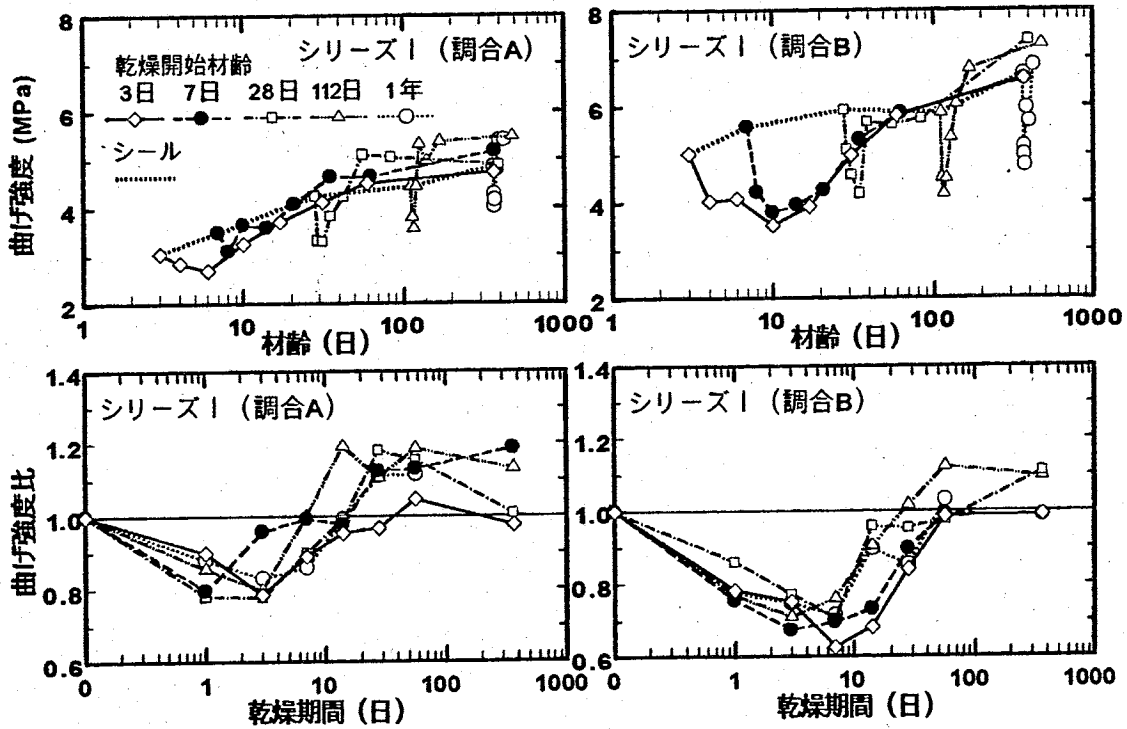 8
6
4
2
曲げ強度 (MPa)
シリーズⅠ（調合A）
乾燥開始材齢
3日 7日 28日 112日 1年
シール
1 10 100 1000
材齢（日）
8
6
4
2
シリーズⅠ（調合B）
1 10 100 1000
材齢（日）
1.4
1.2
1.0
0.8
0.6
曲げ強度比
シリーズⅠ（調合A）
0 1 10 100 1000
乾燥期間（日）
1.4
1.2
1.0
0.8
0.6
シリーズⅠ（調合B）
0 1 10 100 1000
乾燥期間（日）